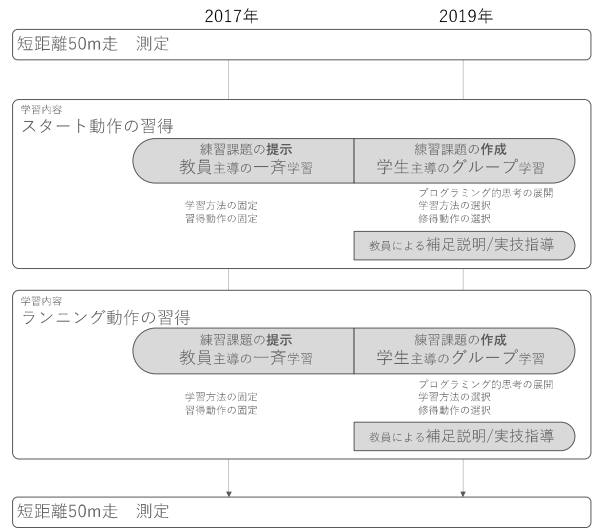 2017年 2019年
短距離50m走 測定
学習内容
スタート動作の習得
練習課題の提示 練習課題の作成
教員主導の一斉学習 学生主導のグループ学習
プログラミング的思考の展開
学習方法の固定 学習方法の選択
習得動作の固定 修得動作の選択
教員による補足説明/実技指導
学習内容
ランニング動作の習得
練習課題の提示 練習課題の作成
教員主導の一斉学習 学生主導のグループ学習
プログラミング的思考の展開
学習方法の固定 学習方法の選択
習得動作の固定 修得動作の選択
教員による補足説明/実技指導
短距離50m走 測定